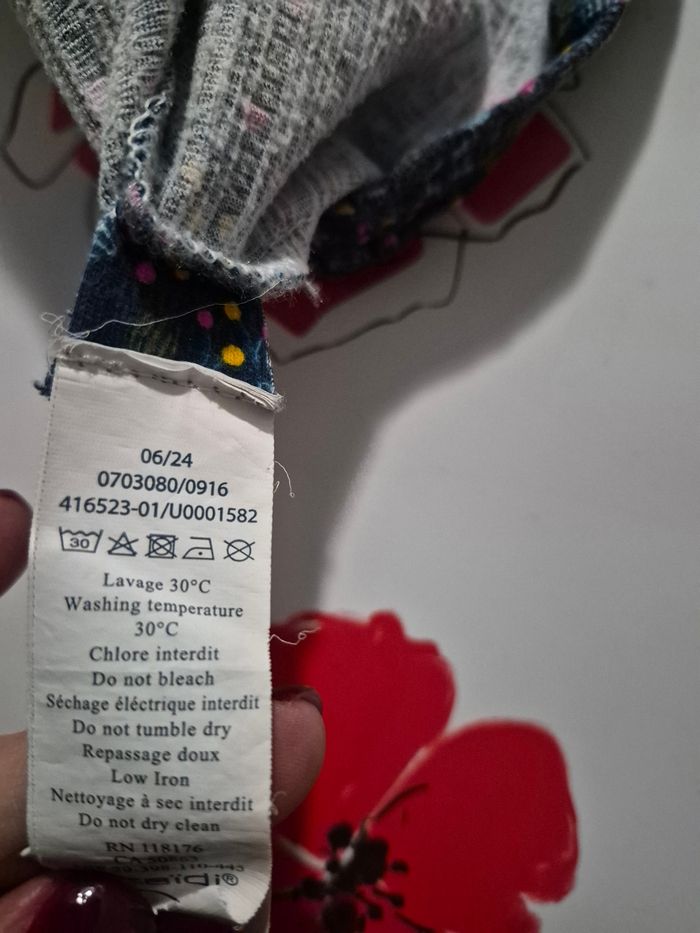 06/24
0703080/0916
416523-01/U0001582
30
Lavage 30°C
Washing temperature
30°C
Chlore interdit
Do not bleach
Séchage éléctrique interdit
Do not tumble dry
Repassage doux
Low Iron
Nettoyage à sec interdit
Do not dry clean
RN 118176